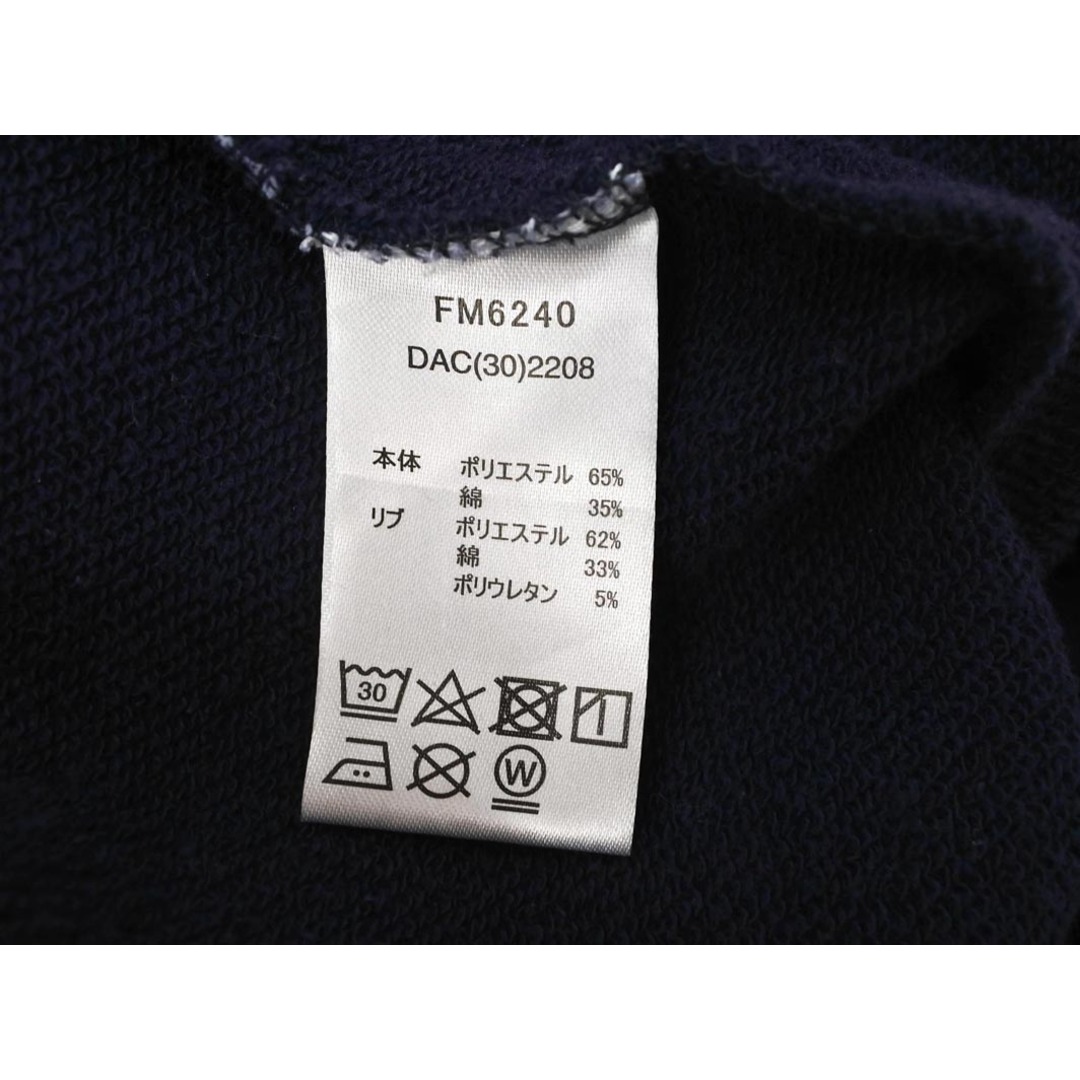 FM6240
DAC(30)2208
本体 ポリエステル 65%
綿 35%
リブ ポリエステル 62%
綿 33%
ポリウレタン 5%
30
W